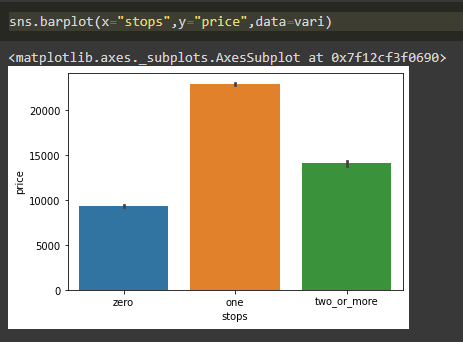 sns.barplot(x="stops",y="price",data=vari)
<matplotlib.axes._subplots.AxesSubplot at 0x7f12cf3f0690>
20000
15000
10000
5000
0
price
zero one two_or_more
stops